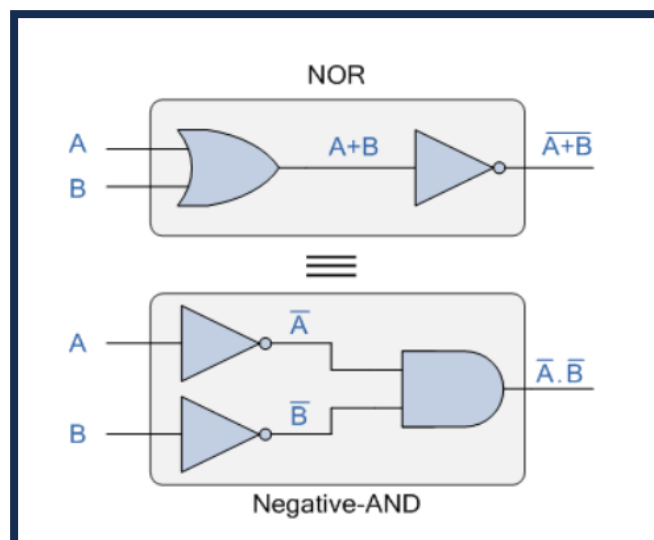 NOR
A A+B A̅+̅B̅
B
A A̅ A̅.B̅
B B̅
Negative-AND